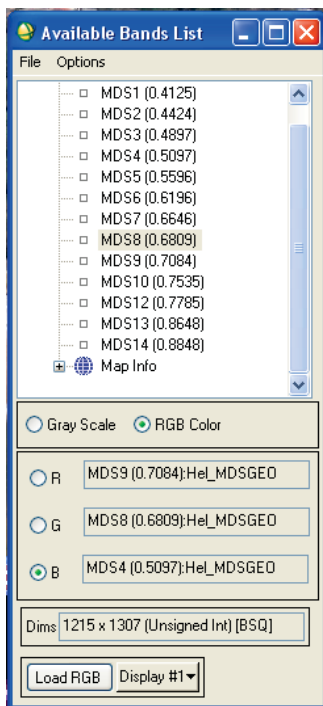 Available Bands List
File Options
MDS1 (0.4125)
MDS2 (0.4424)
MDS3 (0.4897)
MDS4 (0.5097)
MDS5 (0.5596)
MDS6 (0.6196)
MDS7 (0.6646)
MDS8 (0.6809)
MDS9 (0.7084)
MDS10 (0.7535)
MDS12 (0.7785)
MDS13 (0.8648)
MDS14 (0.8848)
Map Info
Gray Scale RGB Color
R MDS9 (0.7084):Hel_MDSGEO
G MDS8 (0.6809):Hel_MDSGEO
B MDS4 (0.5097):Hel_MDSGEO
Dims 1215 x 1307 (Unsigned Int) [BSQ]
Load RGB Display #1